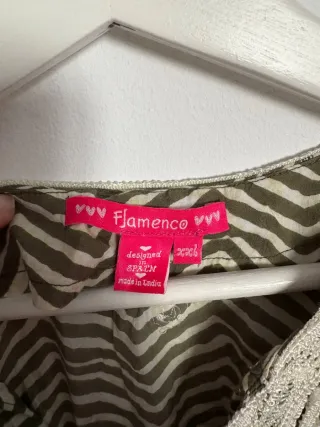 Flamenco
designed
in
SPAIN
made in India
xxl